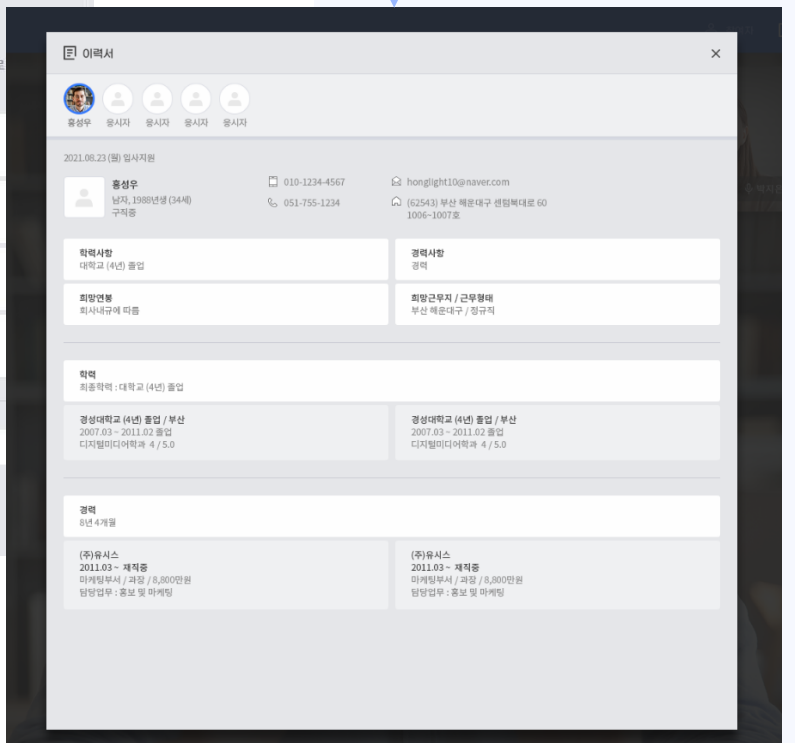 이력서
홍성우 응시자 응시자 응시자 응시자
2021.08.23 (월) 입사지원
홍성우
남자, 1988년생 (34세)
구직중
010-1234-4567
051-755-1234
honglight10@naver.com
(62543) 부산 해운대구 센텀북대로 60
1006~1007호
학력사항
대학교 (4년) 졸업
경력사항
경력
희망연봉
회사내규에 따름
희망근무지 / 근무형태
부산 해운대구 / 정규직
학력
최종학력 : 대학교 (4년) 졸업
경성대학교 (4년) 졸업 / 부산
2007.03 ~ 2011.02 졸업
디지털미디어학과 4 / 5.0
경성대학교 (4년) 졸업 / 부산
2007.03 ~ 2011.02 졸업
디지털미디어학과 4 / 5.0
경력
8년 4개월
(주)유시스
2011.03 ~ 재직중
마케팅부서 / 과장 / 8,800만원
담당업무 : 홍보 및 마케팅
(주)유시스
2011.03 ~ 재직중
마케팅부서 / 과장 / 8,800만원
담당업무 : 홍보 및 마케팅